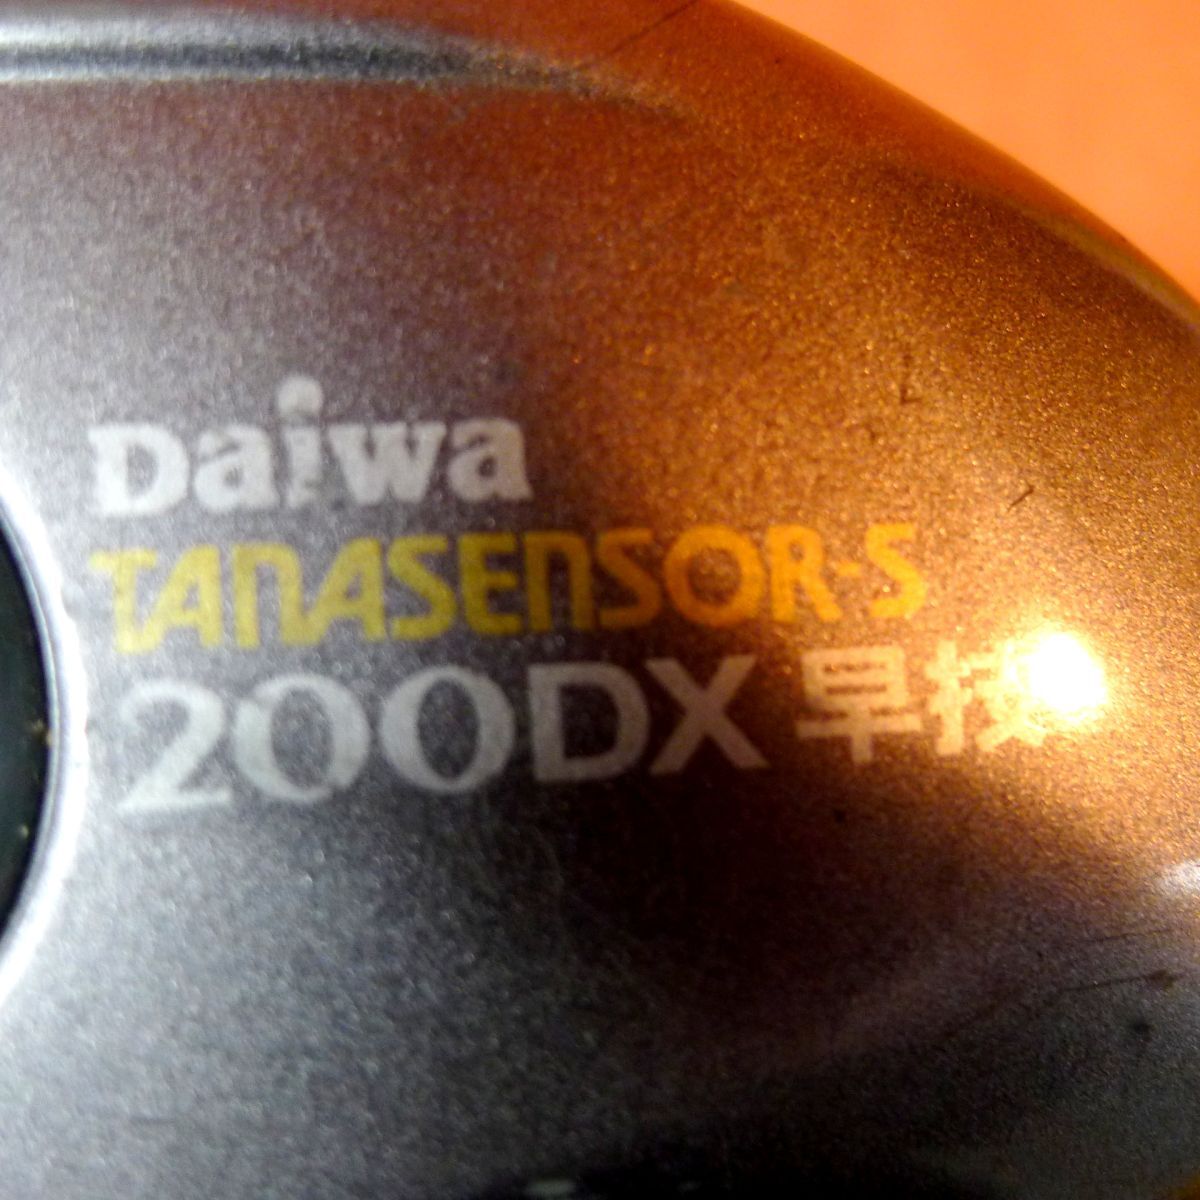 Daiwa
TANASENSOR-S
200DX 早技